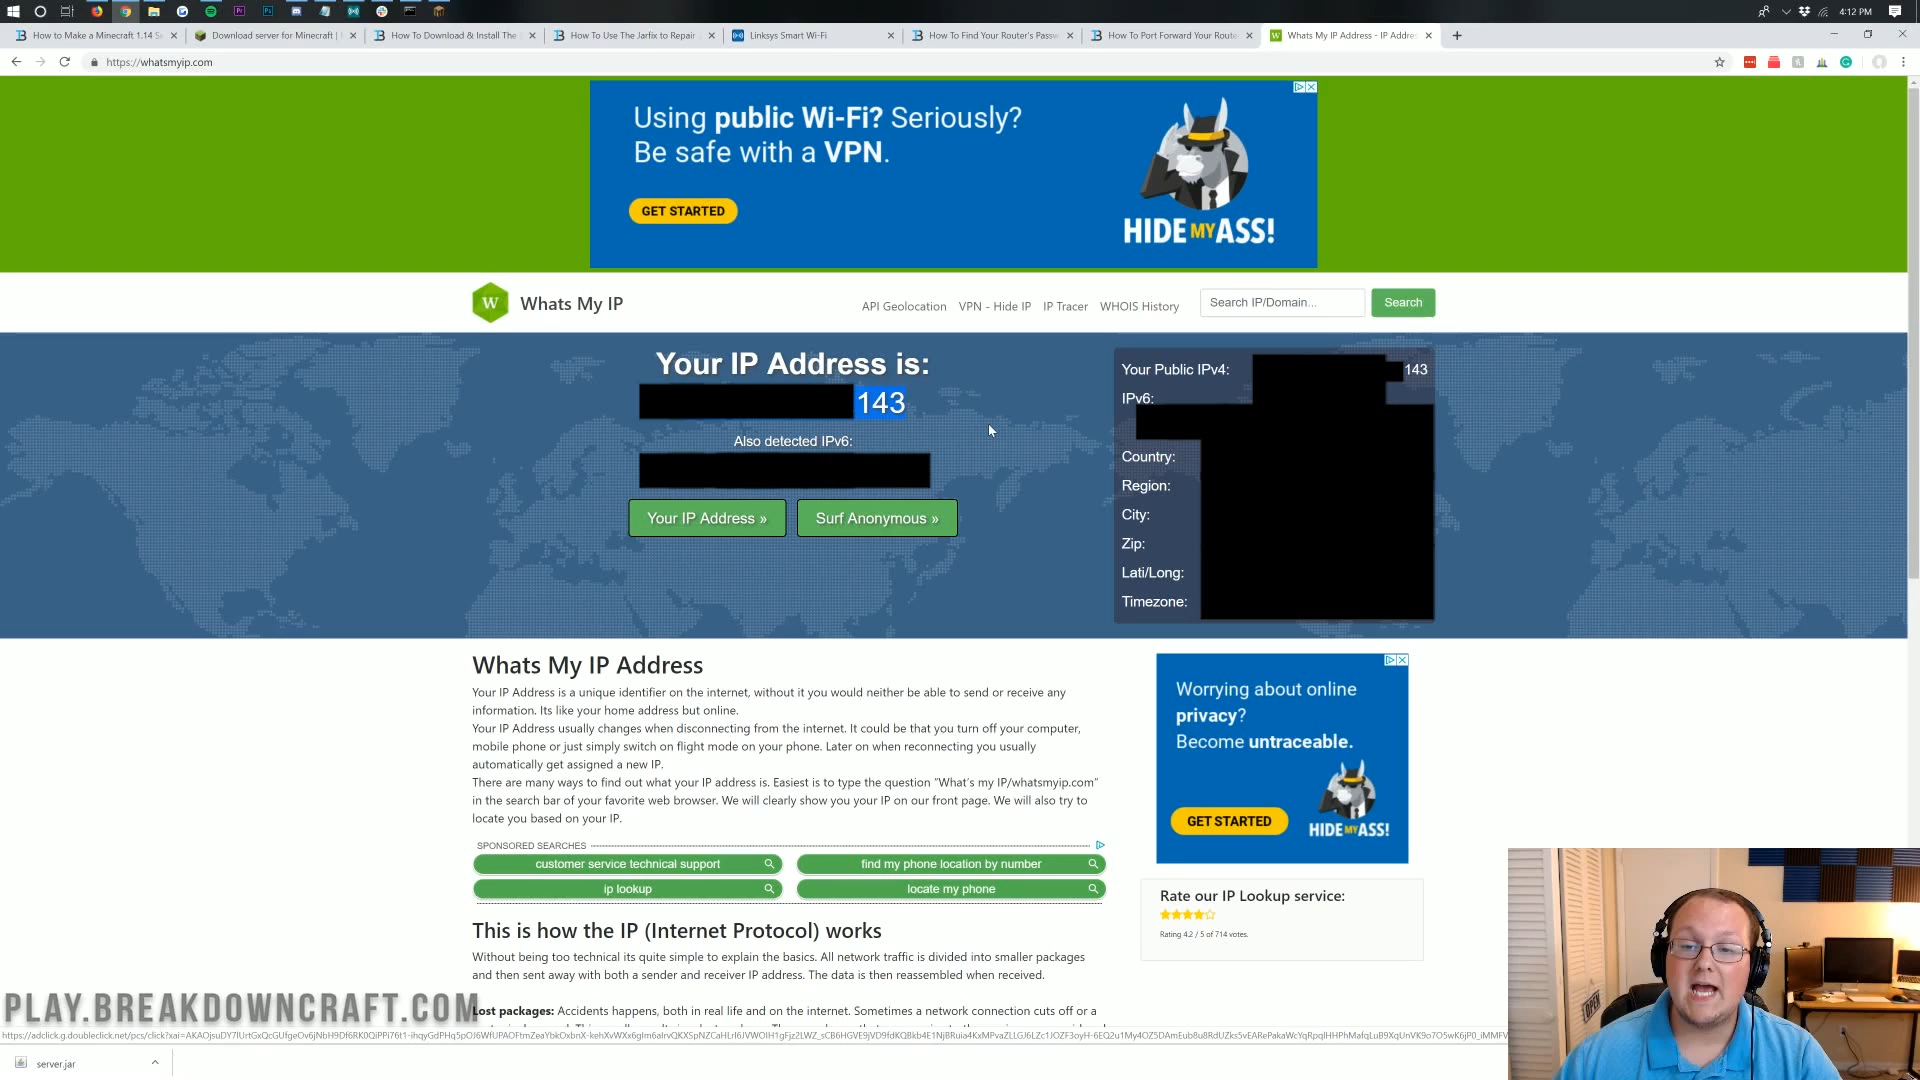 4:12 PM
How to Make a Minecraft 1.14 Se
Download server for Minecraft |
How To Download & Install The
How To Use The Jarfix to Repair
Linksys Smart Wi-Fi
How To Find Your Router's Passw
How To Port Forward Your Route
Whats My IP Address - IP Addre
https://whatsmyip.com
Using public Wi-Fi? Seriously?
Be safe with a VPN.
GET STARTED
HIDE MY ASS!
W
Whats My IP
API Geolocation
VPN - Hide IP
IP Tracer
WHOIS History
Search IP/Domain...
Search
Your IP Address is:
143
Also detected IPv6:
Your IP Address »
Surf Anonymous »
Your Public IPv4: 143
IPv6:
Country:
Region:
City:
Zip:
Lati/Long:
Timezone:
Whats My IP Address
Your IP Address is a unique identifier on the internet, without it you would neither be able to send or receive any
information. Its like your home address but online.
Your IP Address usually changes when disconnecting from the internet. It could be that you turn off your computer,
mobile phone or just simply switch on flight mode on your phone. Later on when reconnecting you usually
automatically get assigned a new IP.
There are many ways to find out what your IP address is. Easiest is to type the question "What's my IP/whatsmyip.com"
in the search bar of your favorite web browser. We will clearly show you your IP on our front page. We will also try to
locate you based on your IP.
SPONSORED SEARCHES
customer service technical support
find my phone location by number
ip lookup
locate my phone
This is how the IP (Internet Protocol) works
Without being too technical its quite simple to explain the basics. All network traffic is divided into smaller packages
and then sent away with both a sender and receiver IP address. The data is then reassembled when received.
Lost packages: Accidents happens, both in real life and on the internet. Sometimes a network connection cuts off or a
Worrying about online
privacy?
Become untraceable.
GET STARTED
HIDE MY ASS!
Rate our IP Lookup service:
Rating 4.2 / 5 of 714 votes.
OPEN
PLAY.BREAKDOWNCRAFT.COM
server.jar